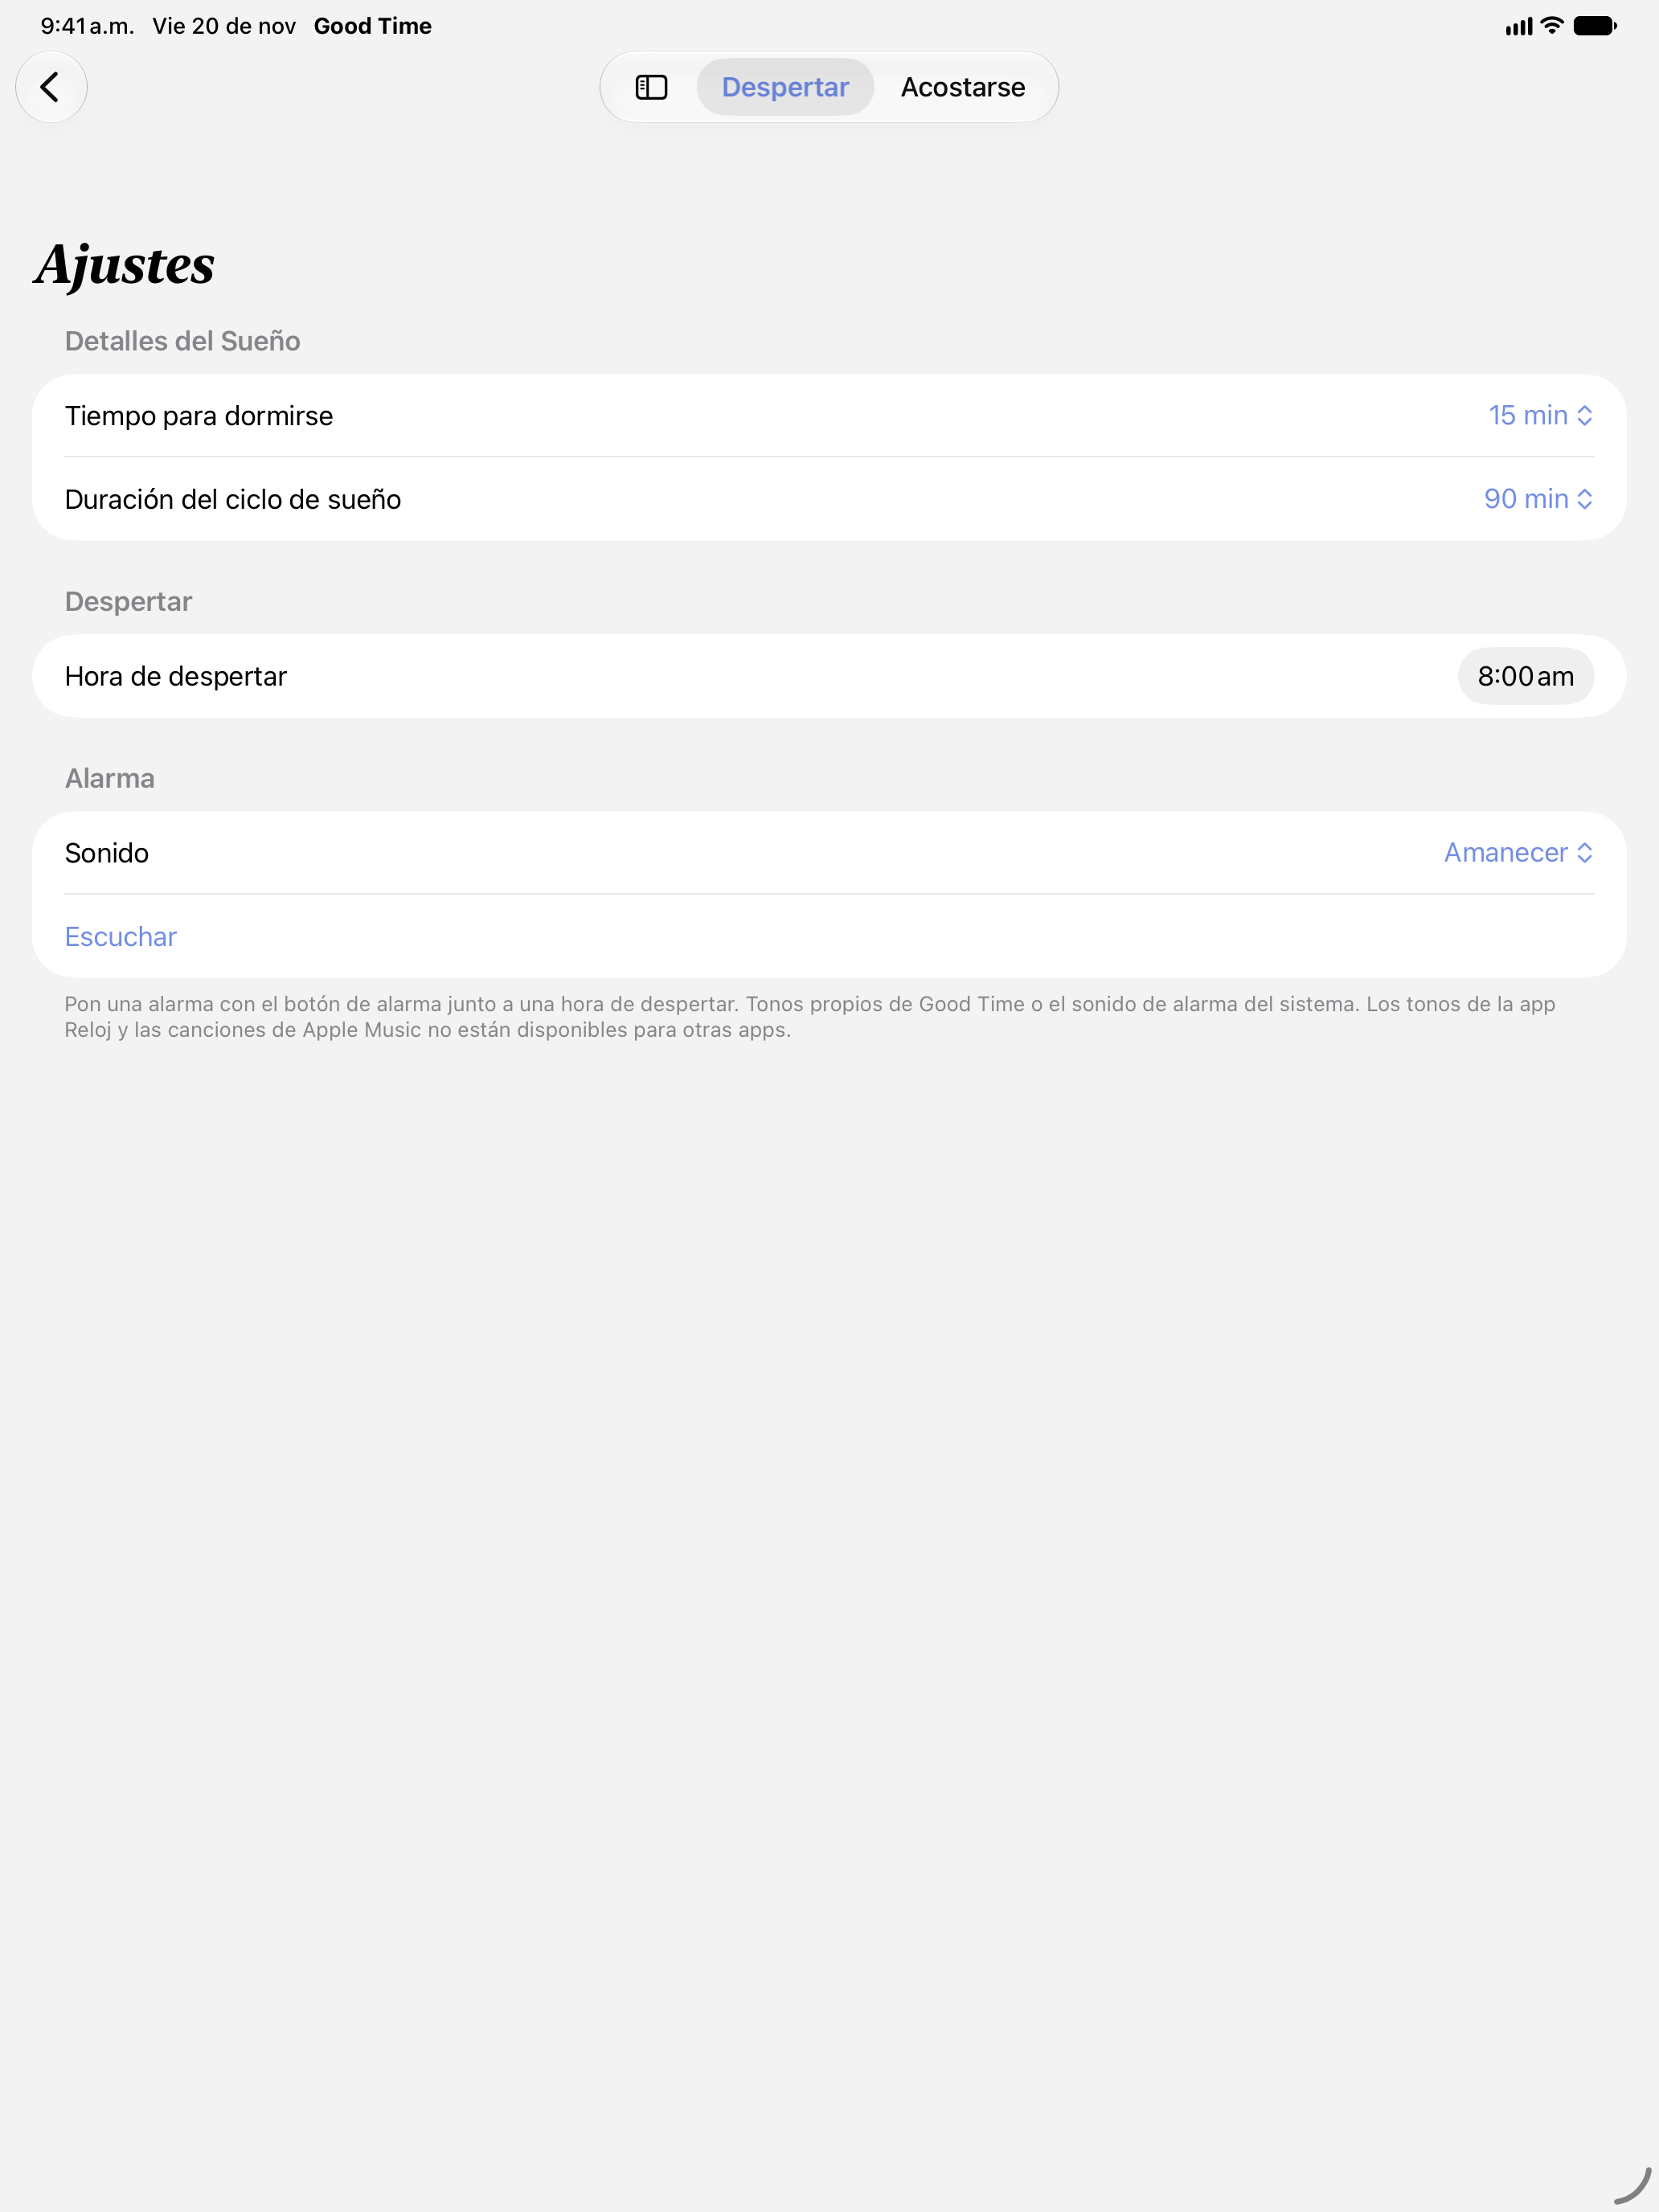 9:41 a.m. Vie 20 de nov Good Time
Despertar Acostarse
Ajustes
Detalles del Sueño
Tiempo para dormirse 15 min
Duración del ciclo de sueño 90 min
Despertar
Hora de despertar 8:00 am
Alarma
Sonido Amanecer
Escuchar
Pon una alarma con el botón de alarma junto a una hora de despertar. Tonos propios de Good Time o el sonido de alarma del sistema. Los tonos de la app
Reloj y las canciones de Apple Music no están disponibles para otras apps.